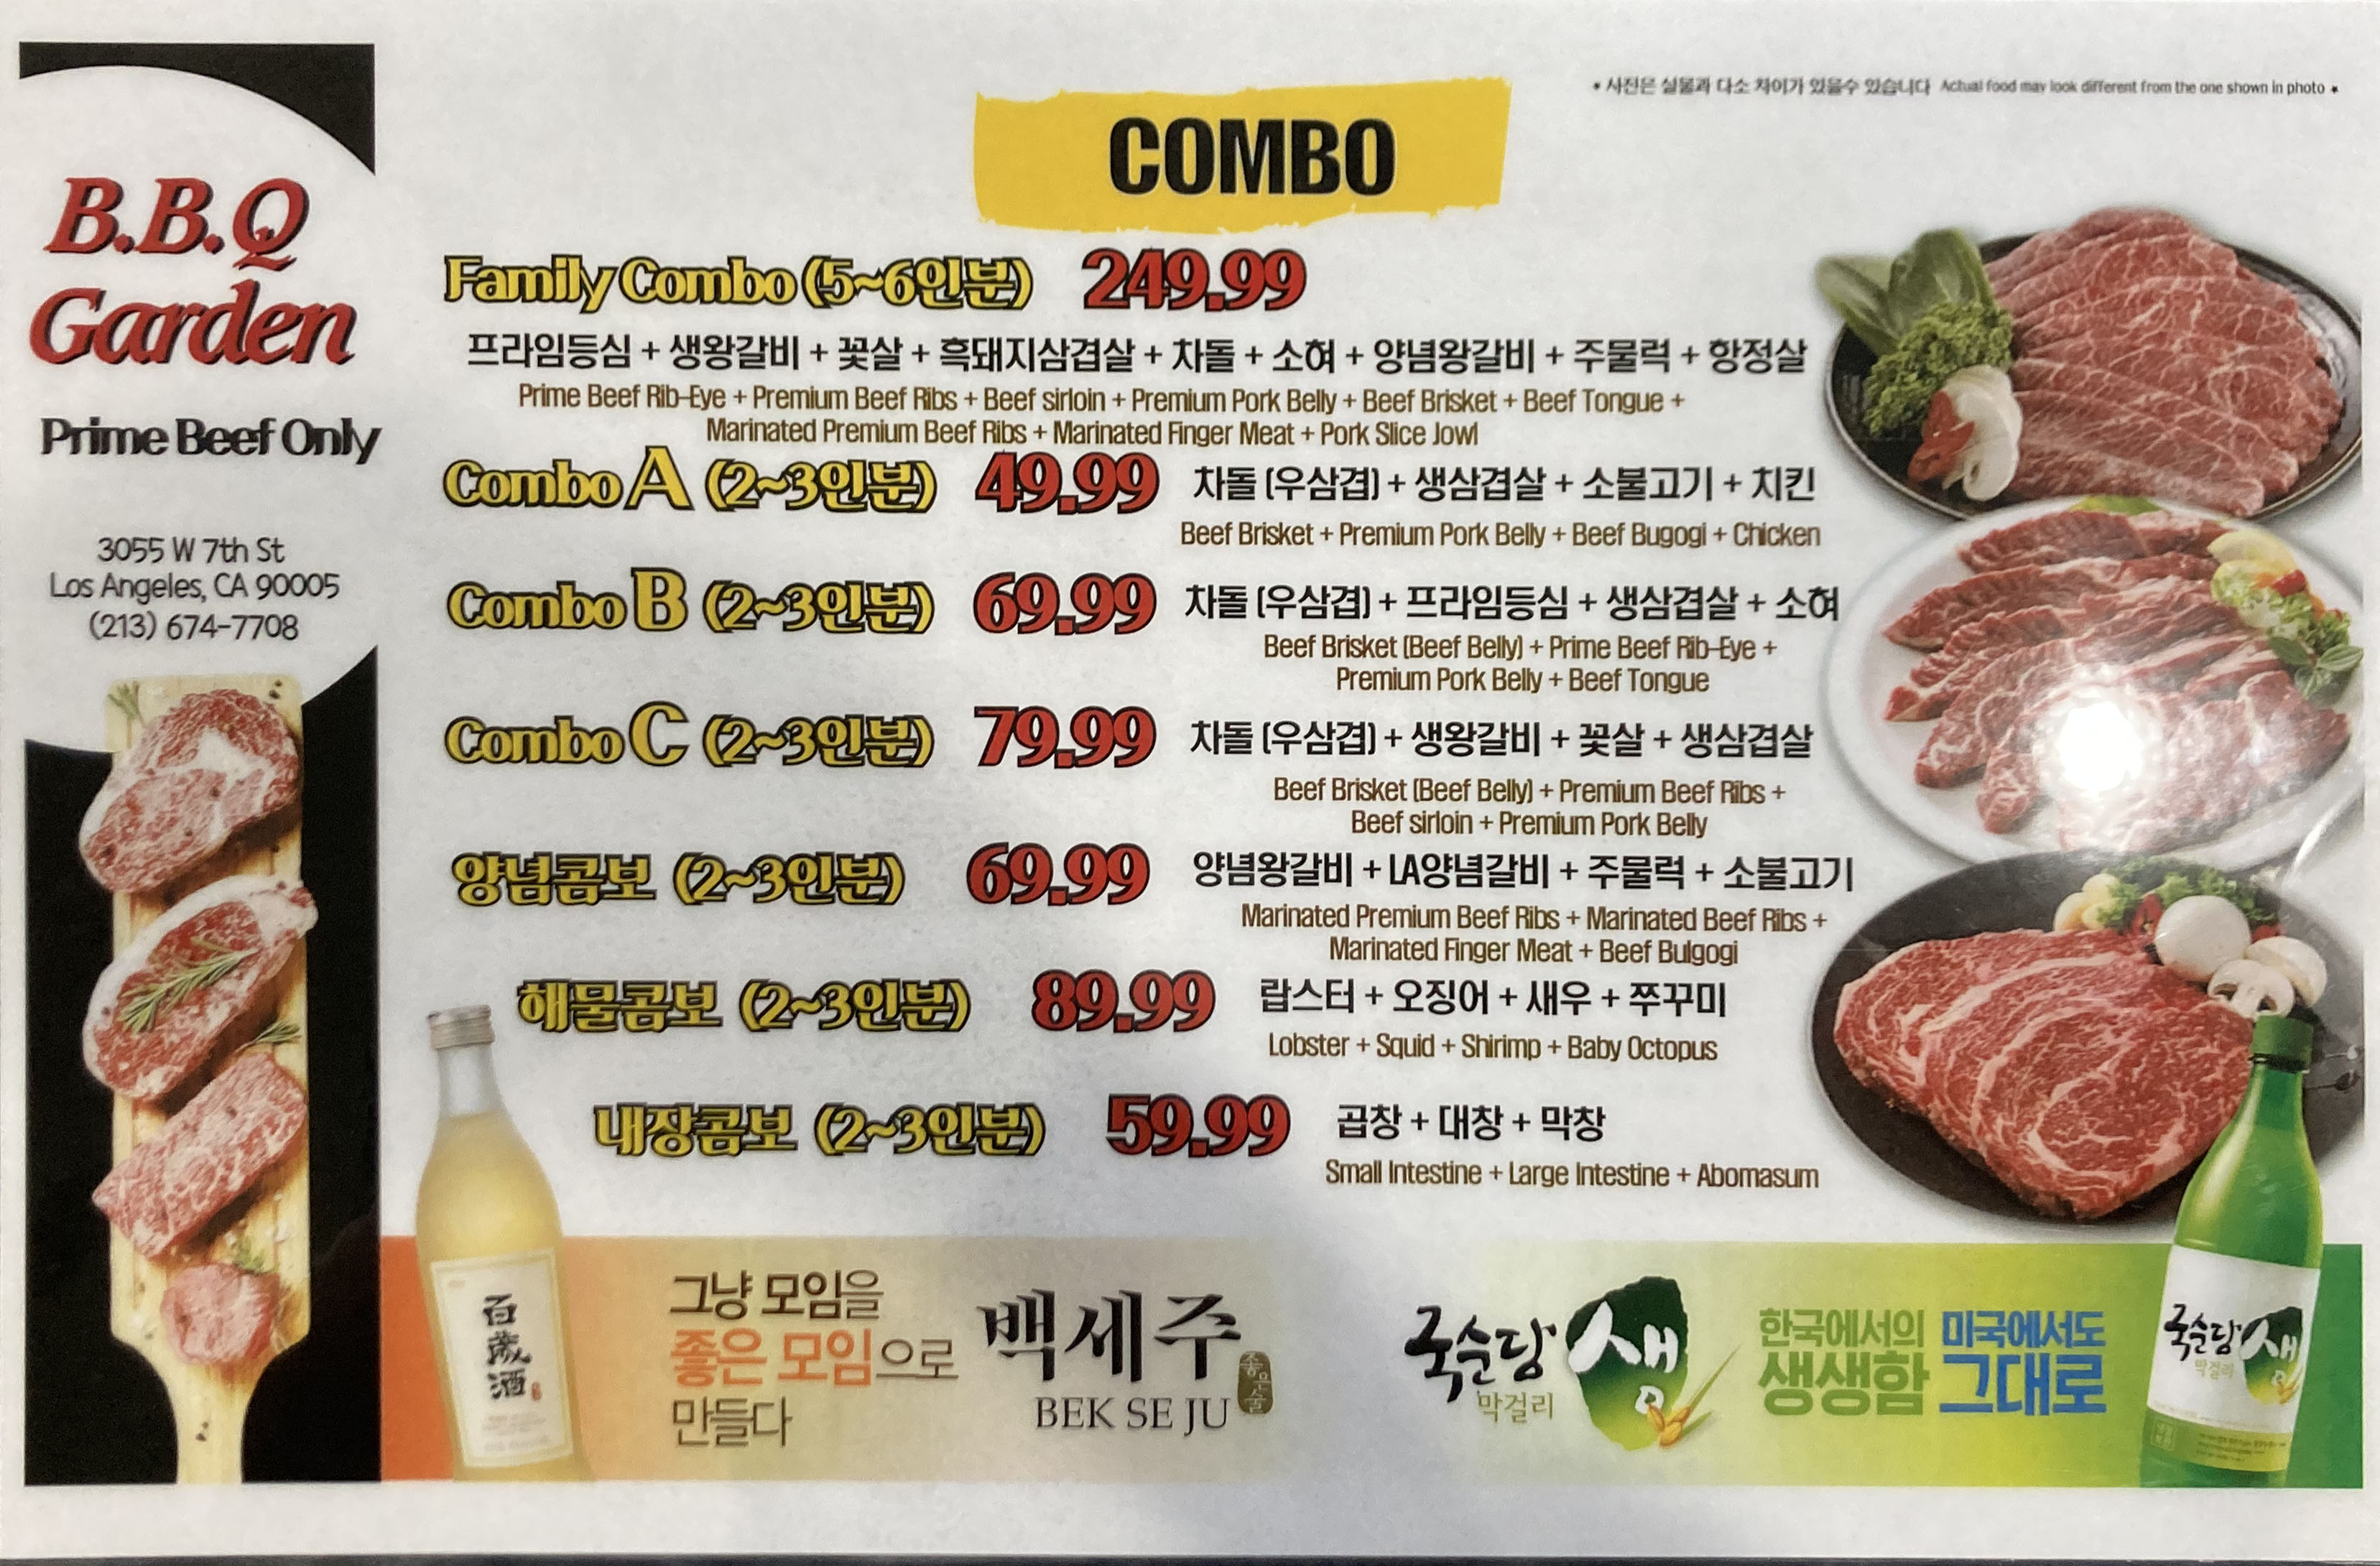 * 사진은 실물과 다소 차이가 있을수 있습니다 Actual food may look different from the one shown in photo *
B.B.Q
Garden
Prime Beef Only
3055 W 7th St
Los Angeles, CA 90005
(213) 674-7708
COMBO
Family Combo (5~6인분) 249.99
프라임등심 + 생왕갈비 + 꽃살 + 흑돼지삼겹살 + 차돌 + 소혀 + 양념왕갈비 + 주물럭 + 항정살
Prime Beef Rib-Eye + Premium Beef Ribs + Beef sirloin + Premium Pork Belly + Beef Brisket + Beef Tongue +
Marinated Premium Beef Ribs + Marinated Finger Meat + Pork Slice Jowl
Combo A (2~3인분) 49.99 차돌 (우삼겹) + 생삼겹살 + 소불고기 + 치킨
Beef Brisket + Premium Pork Belly + Beef Bugogi + Chicken
Combo B (2~3인분) 69.99 차돌 (우삼겹) + 프라임등심 + 생삼겹살 + 소혀
Beef Brisket (Beef Belly) + Prime Beef Rib-Eye +
Premium Pork Belly + Beef Tongue
Combo C (2~3인분) 79.99 차돌 (우삼겹) + 생왕갈비 + 꽃살 + 생삼겹살
Beef Brisket (Beef Belly) + Premium Beef Ribs +
Beef sirloin + Premium Pork Belly
양념콤보 (2~3인분) 69.99 양념왕갈비 + LA양념갈비 + 주물럭 + 소불고기
Marinated Premium Beef Ribs + Marinated Beef Ribs +
Marinated Finger Meat + Beef Bulgogi
해물콤보 (2~3인분) 89.99 랍스터 + 오징어 + 새우 + 쭈꾸미
Lobster + Squid + Shirimp + Baby Octopus
내장콤보 (2~3인분) 59.99 곱창 + 대창 + 막창
Small Intestine + Large Intestine + Abomasum
百歲酒
그냥 모임을
좋은 모임으로
만들다
백세주
BEK SE JU
좋은술
국순당 생
막걸리
한국에서의 미국에서도
생생함 그대로
국순당 생
막걸리